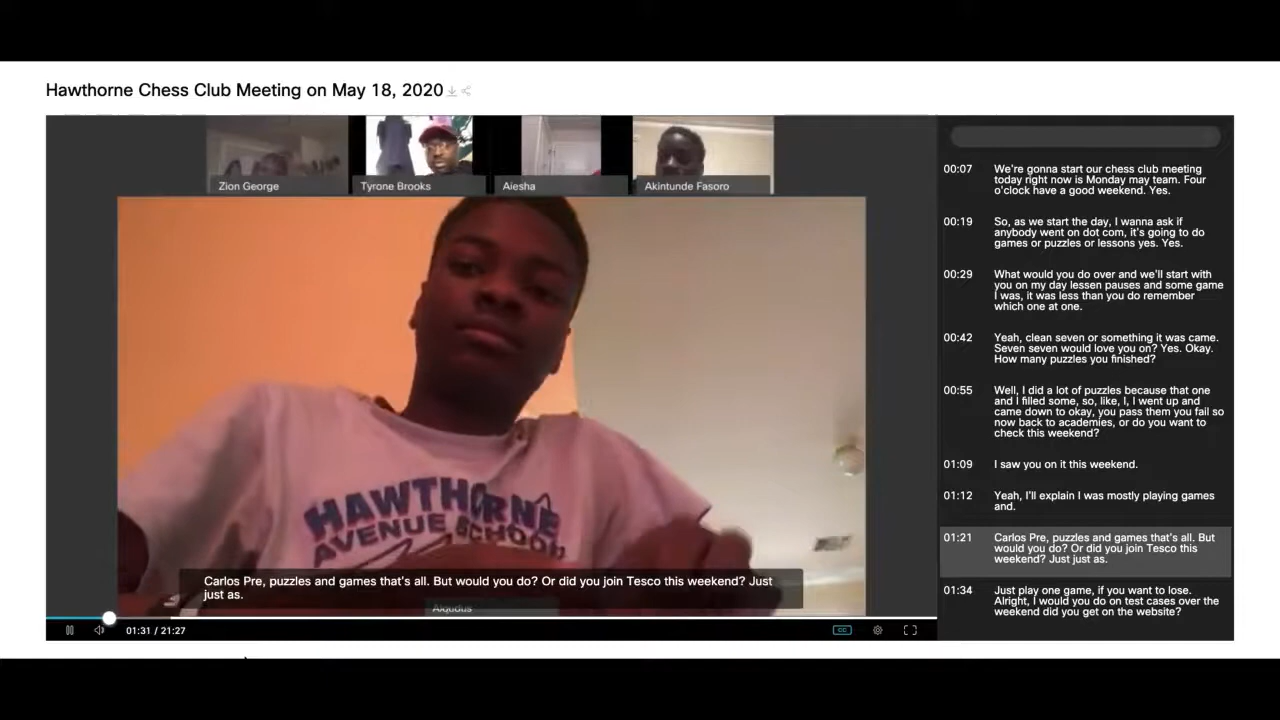 Hawthorne Chess Club Meeting on May 18, 2020
Zion George
Tyrone Brooks
Aiesha
Akintunde Fasoro
HAWTHORNE
AVENUE SCHOOL
Carlos Pre, puzzles and games that's all. But would you do? Or did you join Tesco this weekend? Just
just as.
Alqudus
01:31 / 21:27
CC
00:07
We're gonna start our chess club meeting
today right now is Monday may team. Four
o'clock have a good weekend. Yes.
00:19
So, as we start the day, I wanna ask if
anybody went on dot com, it's going to do
games or puzzles or lessons yes. Yes.
00:29
What would you do over and we'll start with
you on my day lessen pauses and some game
I was, it was less than you do remember
which one at one.
00:42
Yeah, clean seven or something it was came.
Seven seven would love you on? Yes. Okay.
How many puzzles you finished?
00:55
Well, I did a lot of puzzles because that one
and I filled some, so, like, I, I went up and
came down to okay, you pass them you fail so
now back to academies, or do you want to
check this weekend?
01:09
I saw you on it this weekend.
01:12
Yeah, I'll explain I was mostly playing games
and.
01:21
Carlos Pre, puzzles and games that's all. But
would you do? Or did you join Tesco this
weekend? Just just as.
01:34
Just play one game, if you want to lose.
Alright, I would you do on test cases over the
weekend did you get on the website?